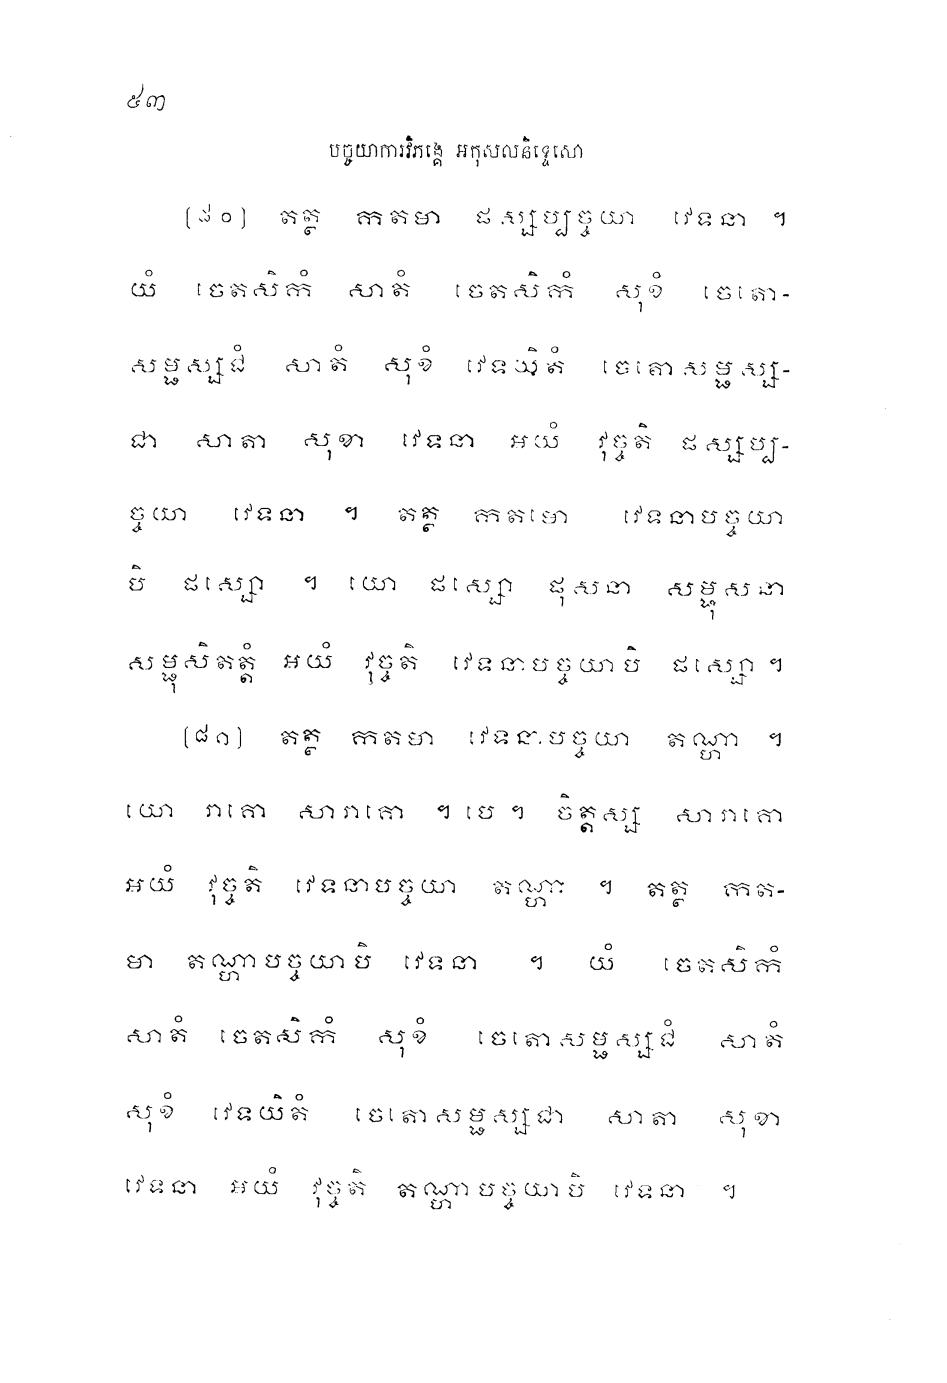 ៥៣
បច្ចយាការវិភង្គេ អកុសលនិទ្ទេសោ
(៨០) តត្ថ កតមា ផស្សប្បច្ចយា វេទនា ។
យំ ចេតសិកំ សាតំ ចេតសិកំ សុខំ ចេតោ-
សម្ផស្សជំ សាតំ សុខំ វេទយិតំ ចេតោសម្ផស្ស-
ជា សាតា សុខា វេទនា អយំ វុច្ចតិ ផស្សប្ប-
ច្ចយា វេទនា ។ តត្ថ កតមោ វេទនាបច្ចយា
បិ ផស្សោ ។ យោ ផស្សោ ផុសនា សម្ផុសនា
សម្ផុសិតត្តំ អយំ វុច្ចតិ វេទនាបច្ចយាបិ ផស្សោ ។
(៨១) តត្ថ កតមា វេទនាបច្ចយា តណ្ហា ។
យោ រាគោ សារាគោ ។ បេ ។ ចិត្តស្ស សារាគោ
អយំ វុច្ចតិ វេទនាបច្ចយា តណ្ហា ។ តត្ថ កត-
មា តណ្ហាបច្ចយាបិ វេទនា ។ យំ ចេតសិកំ
សាតំ ចេតសិកំ សុខំ ចេតោសម្ផស្សជំ សាតំ
សុខំ វេទយិតំ ចេតោសម្ផស្សជា សាតា សុខា
វេទនា អយំ វុច្ចតិ តណ្ហាបច្ចយាបិ វេទនា ។